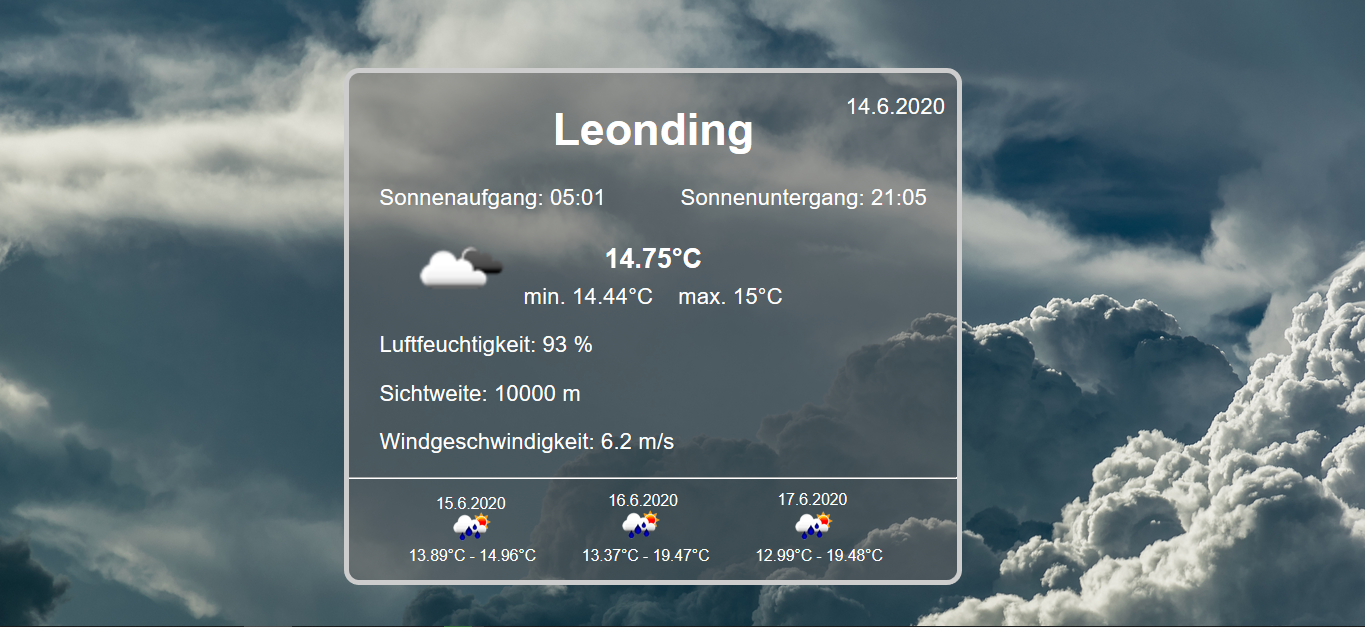 14.6.2020
Leonding
Sonnenaufgang: 05:01 Sonnenuntergang: 21:05
14.75°C
min. 14.44°C max. 15°C
Luftfeuchtigkeit: 93 %
Sichtweite: 10000 m
Windgeschwindigkeit: 6.2 m/s
15.6.2020 16.6.2020 17.6.2020
13.89°C - 14.96°C 13.37°C - 19.47°C 12.99°C - 19.48°C